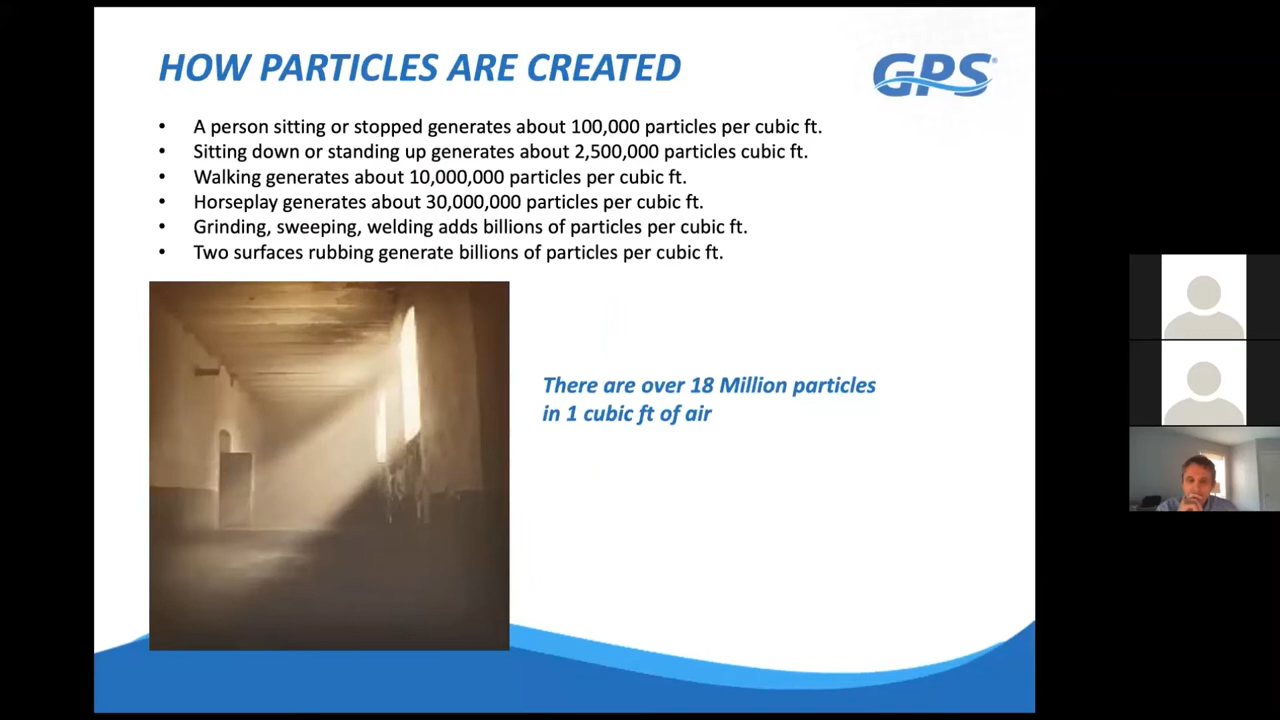 HOW PARTICLES ARE CREATED
GPS®
• A person sitting or stopped generates about 100,000 particles per cubic ft.
• Sitting down or standing up generates about 2,500,000 particles cubic ft.
• Walking generates about 10,000,000 particles per cubic ft.
• Horseplay generates about 30,000,000 particles per cubic ft.
• Grinding, sweeping, welding adds billions of particles per cubic ft.
• Two surfaces rubbing generate billions of particles per cubic ft.
There are over 18 Million particles
in 1 cubic ft of air